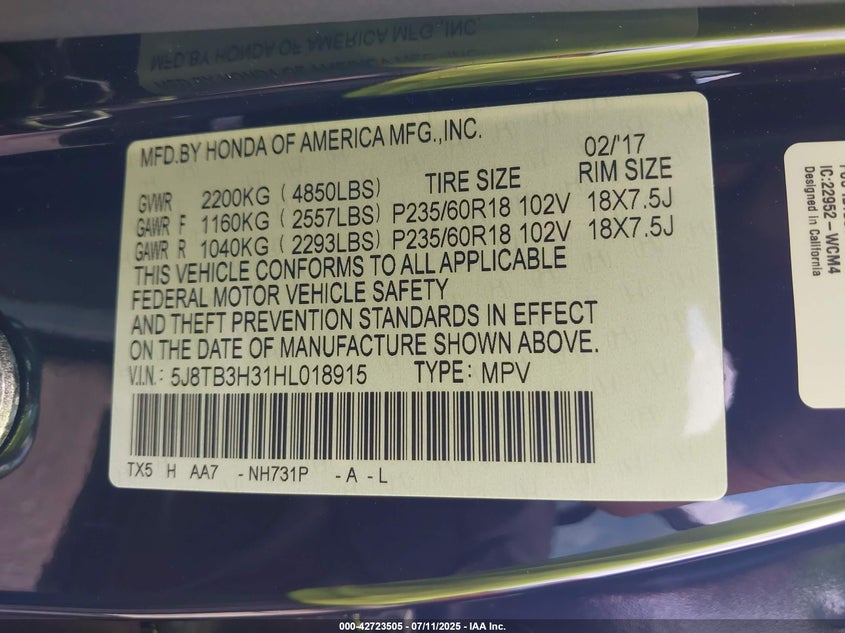 MFD.BY HONDA OF AMERICA MFG.,INC.
02/'17
GVWR 2200KG ( 4850LBS) TIRE SIZE RIM SIZE
GAWR F 1160KG ( 2557LBS) P235/60R18 102V 18X7.5J
GAWR R 1040KG ( 2293LBS) P235/60R18 102V 18X7.5J
THIS VEHICLE CONFORMS TO ALL APPLICABLE
FEDERAL MOTOR VEHICLE SAFETY
AND THEFT PREVENTION STANDARDS IN EFFECT
ON THE DATE OF MANUFACTURE SHOWN ABOVE.
V.I.N.: 5J8TB3H31HL018915 TYPE: MPV
TX5 H AA7 - NH731P - A - L
IC:22952-WCM4
Designed in California
000-42723505 - 07/11/2025 - IAA Inc.